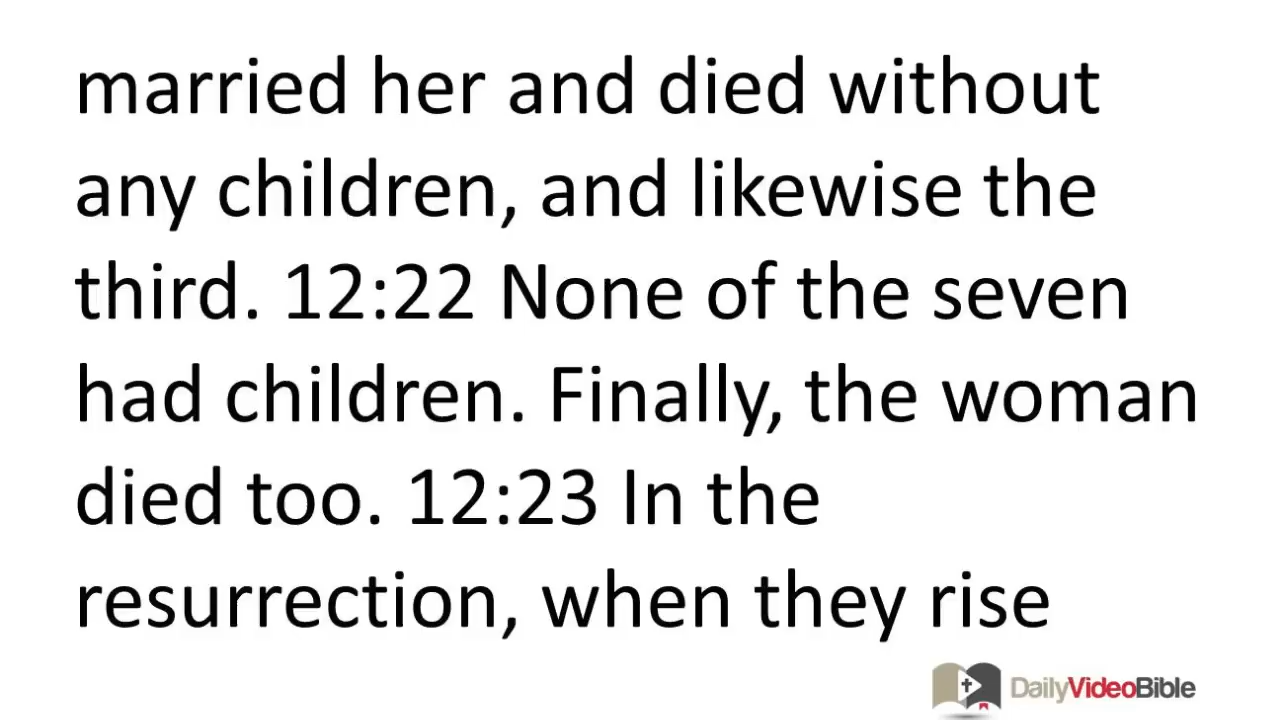 married her and died without
any children, and likewise the
third. 12:22 None of the seven
had children. Finally, the woman
died too. 12:23 In the
resurrection, when they rise
DailyVideoBible